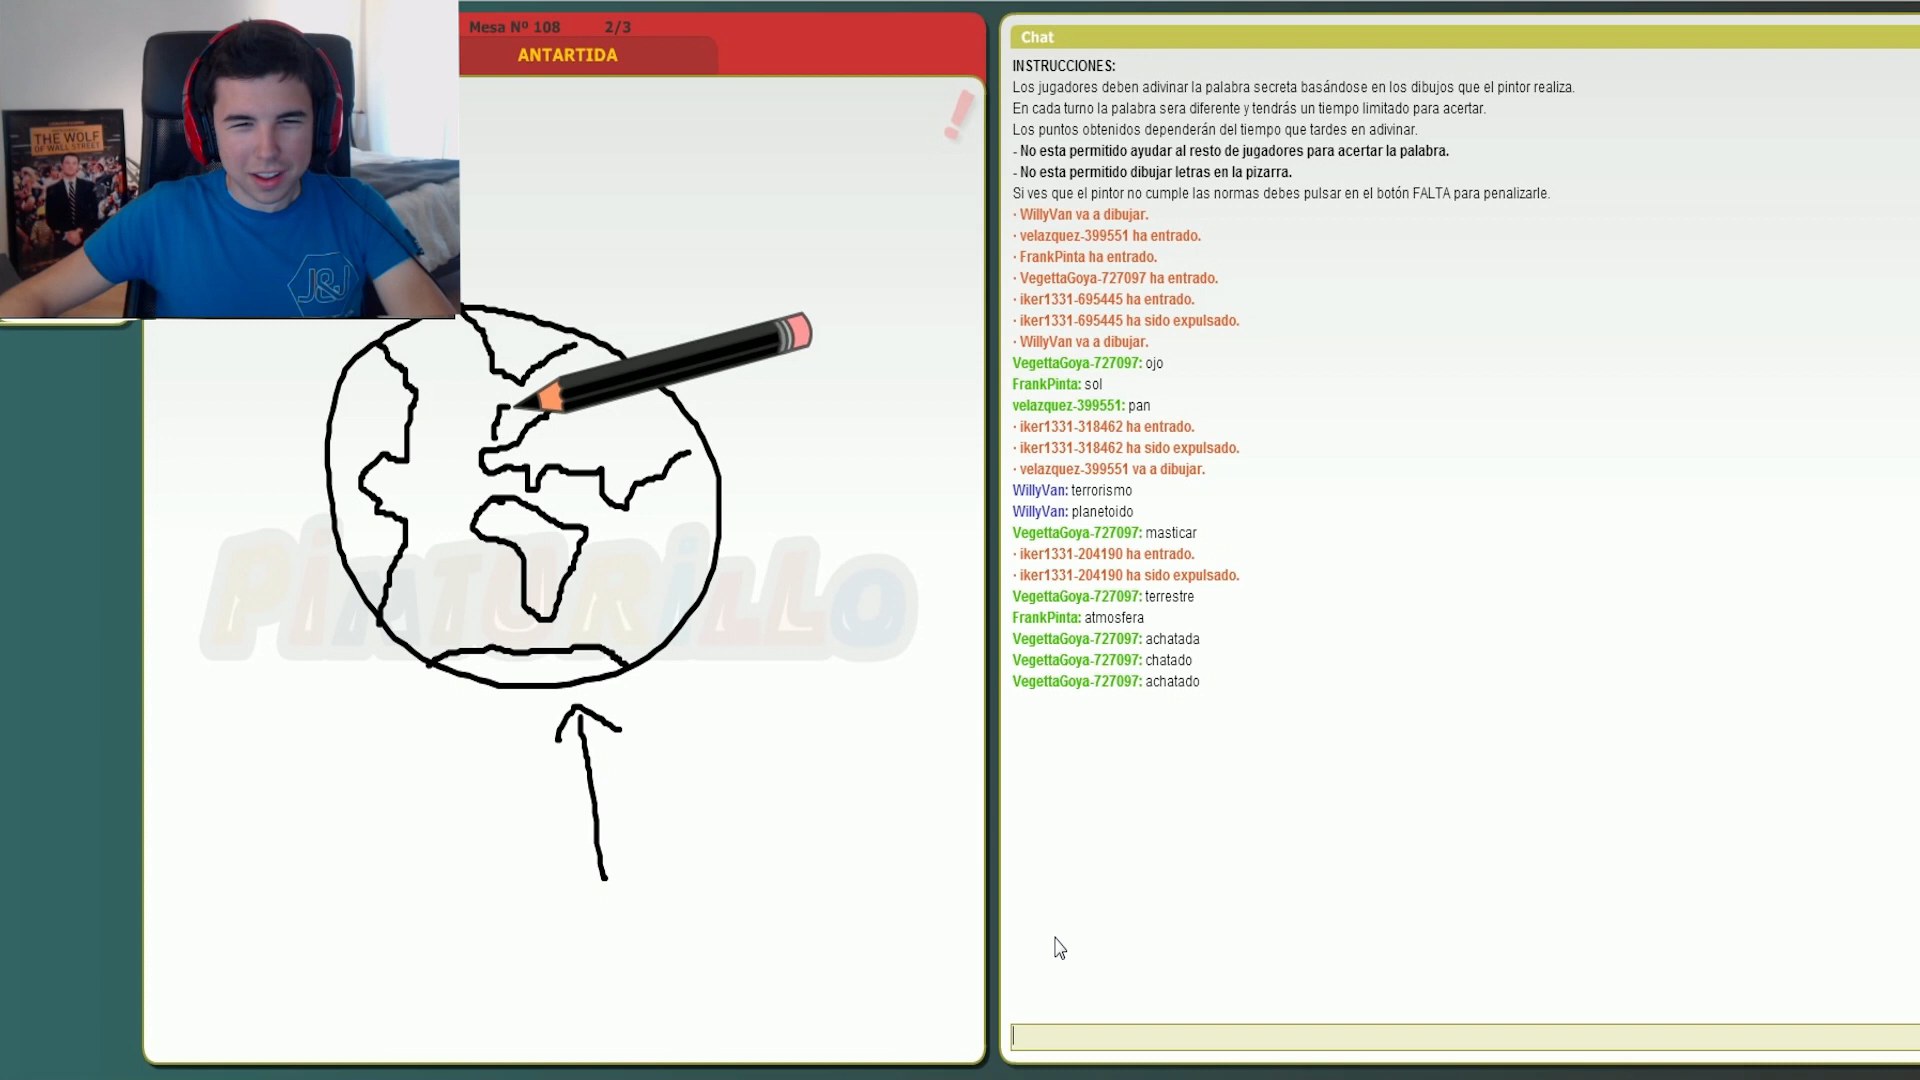 THE WOLF
OF WALL STREET
J&J
Mesa Nº 108 2/3
ANTARTIDA
PINTURILLO
Chat
INSTRUCCIONES:
Los jugadores deben adivinar la palabra secreta basándose en los dibujos que el pintor realiza.
En cada turno la palabra sera diferente y tendrás un tiempo limitado para acertar.
Los puntos obtenidos dependerán del tiempo que tardes en adivinar.
- No esta permitido ayudar al resto de jugadores para acertar la palabra.
- No esta permitido dibujar letras en la pizarra.
Si ves que el pintor no cumple las normas debes pulsar en el botón FALTA para penalizarle.
· WillyVan va a dibujar.
· velazquez-399551 ha entrado.
· FrankPinta ha entrado.
· VegettaGoya-727097 ha entrado.
· iker1331-695445 ha entrado.
· iker1331-695445 ha sido expulsado.
· WillyVan va a dibujar.
VegettaGoya-727097: ojo
FrankPinta: sol
velazquez-399551: pan
· iker1331-318462 ha entrado.
· iker1331-318462 ha sido expulsado.
· velazquez-399551 va a dibujar.
WillyVan: terrorismo
WillyVan: planetoido
VegettaGoya-727097: masticar
· iker1331-204190 ha entrado.
· iker1331-204190 ha sido expulsado.
VegettaGoya-727097: terrestre
FrankPinta: atmosfera
VegettaGoya-727097: achatada
VegettaGoya-727097: chatado
VegettaGoya-727097: achatado